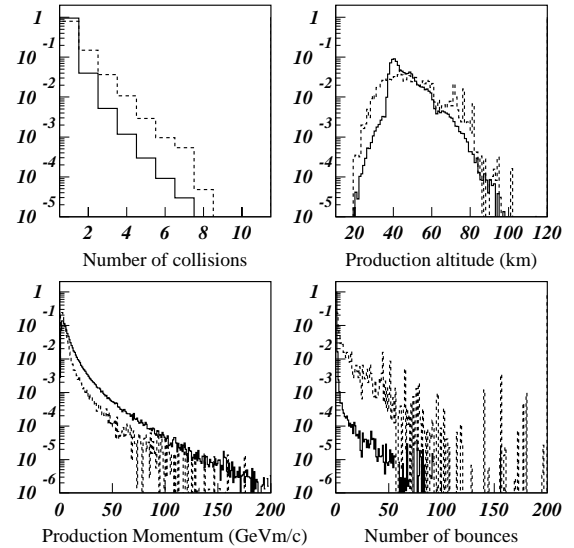 1 1
10 -1 10 -1
10 -2 10 -2
10 -3 10 -3
10 -4 10 -4
10 -5 10 -5
2 4 6 8 10 20 40 60 80 100 120
Number of collisions Production altitude (km)
1 1
10 -1 10 -1
10 -2 10 -2
10 -3 10 -3
10 -4 10 -4
10 -5 10 -5
10 -6 10 -6
0 50 100 150 200 0 50 100 150 200
Production Momentum (GeVm/c) Number of bounces